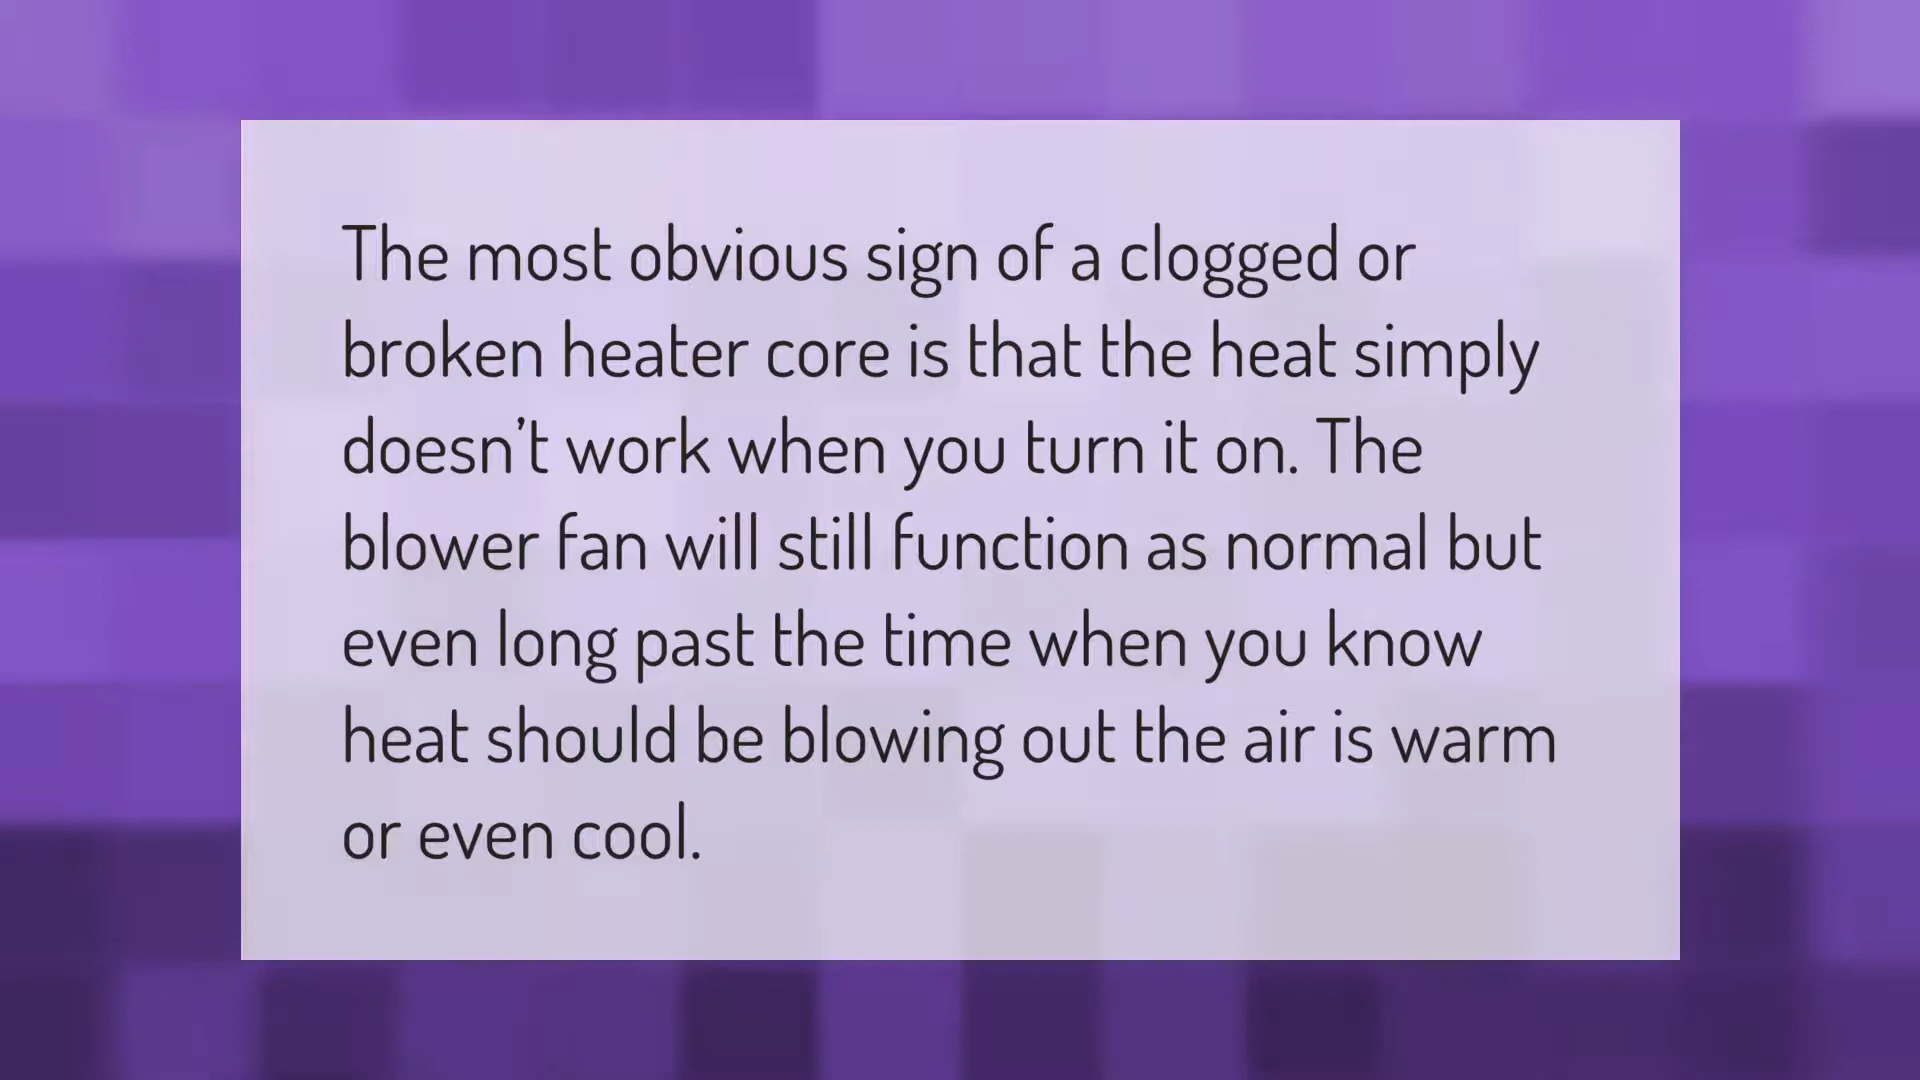 The most obvious sign of a clogged or
broken heater core is that the heat simply
doesn’t work when you turn it on. The
blower fan will still function as normal but
even long past the time when you know
heat should be blowing out the air is warm
or even cool.